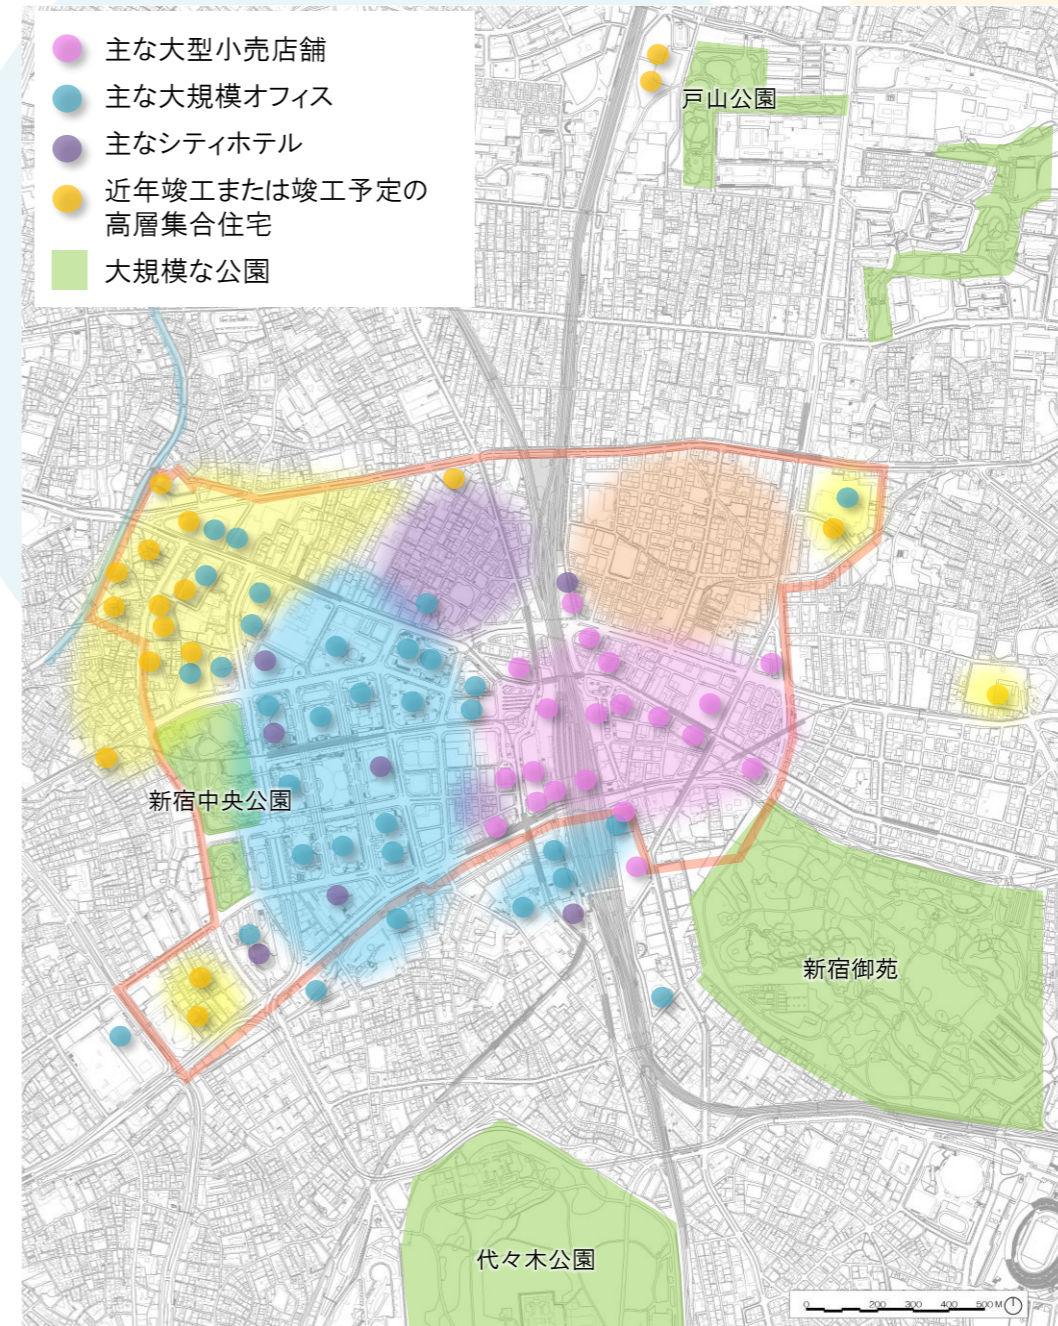 主な大型小売店舗
主な大規模オフィス
主なシティホテル
近年竣工または竣工予定の
高層集合住宅
大規模な公園
戸山公園
新宿中央公園
新宿御苑
代々木公園
0 200 300 400 500 M